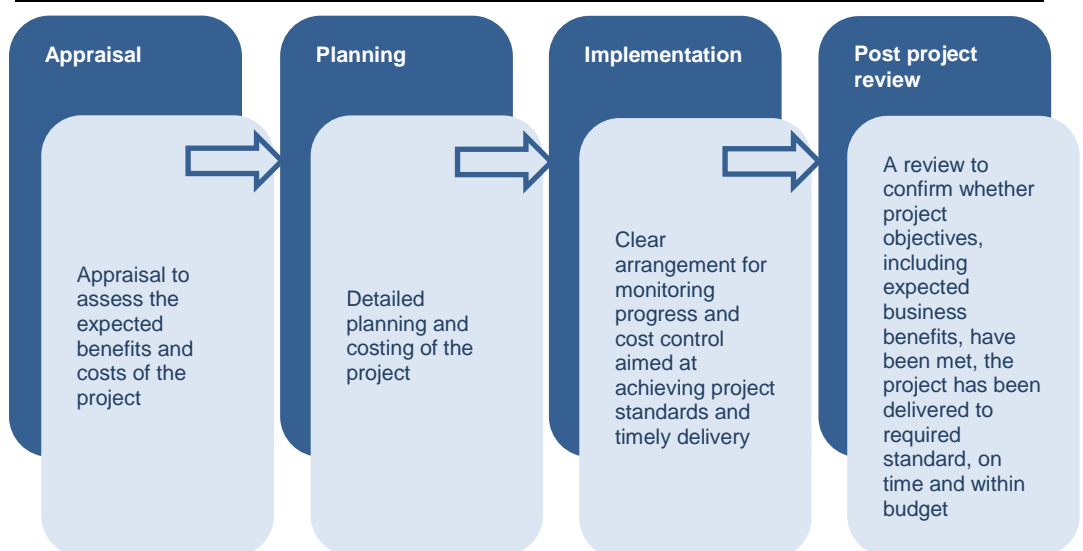 Appraisal
Appraisal to
assess the
expected
benefits and
costs of the
project
Planning
Detailed
planning and
costing of the
project
Implementation
Clear
arrangement for
monitoring
progress and
cost control
aimed at
achieving project
standards and
timely delivery
Post project
review
A review to
confirm whether
project
objectives,
including
expected
business
benefits, have
been met, the
project has been
delivered to
required
standard, on
time and within
budget